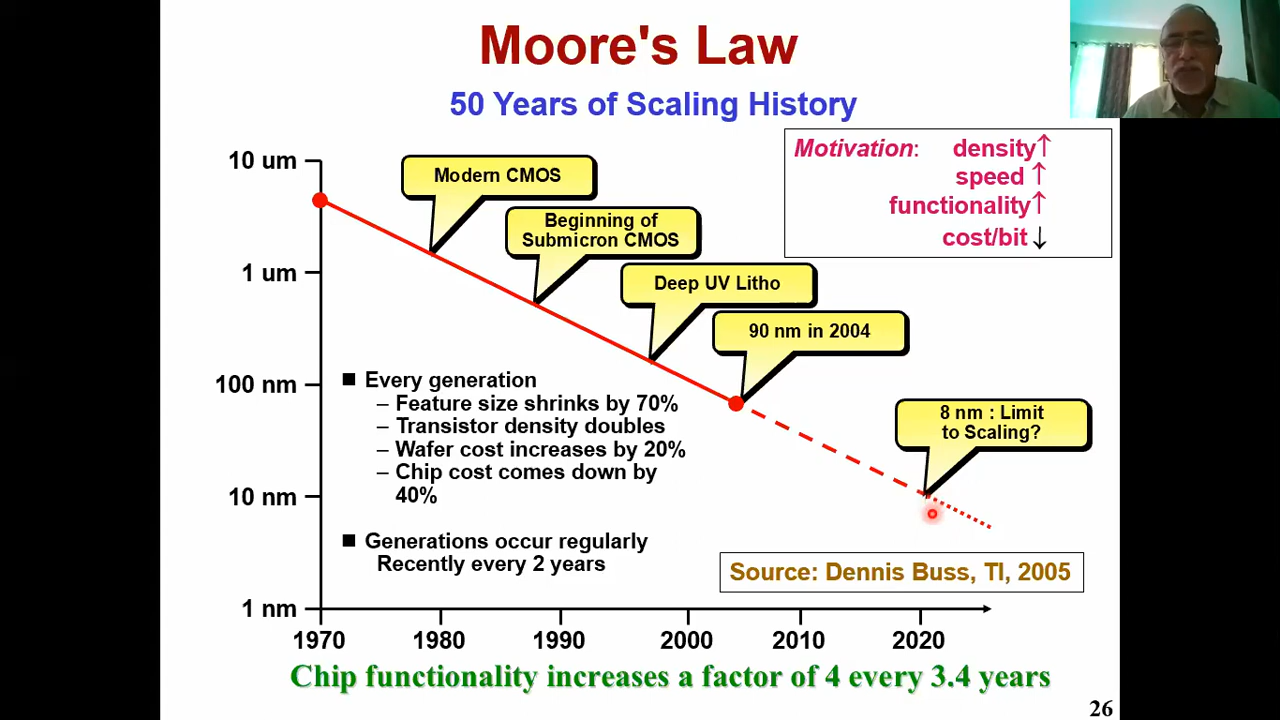 Moore's Law
50 Years of Scaling History
Motivation: density↑
speed ↑
functionality↑
cost/bit ↓
10 um
1 um
100 nm
10 nm
1 nm
Modern CMOS
Beginning of
Submicron CMOS
Deep UV Litho
90 nm in 2004
8 nm : Limit
to Scaling?
■ Every generation
– Feature size shrinks by 70%
– Transistor density doubles
– Wafer cost increases by 20%
– Chip cost comes down by
40%
■ Generations occur regularly
Recently every 2 years
Source: Dennis Buss, TI, 2005
1970 1980 1990 2000 2010 2020
Chip functionality increases a factor of 4 every 3.4 years
26